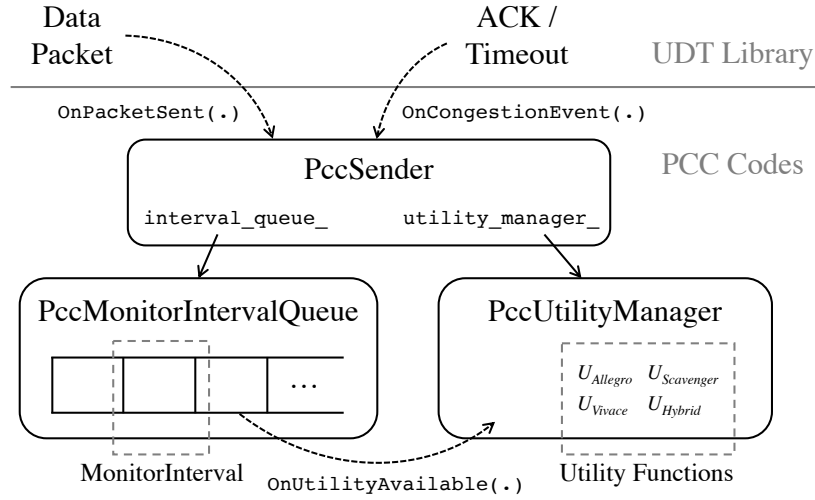 Data
Packet
ACK /
Timeout
UDT Library
OnPacketSent(.)
OnCongestionEvent(.)
PCC Codes
PccSender
interval_queue_
utility_manager_
PccMonitorIntervalQueue
PccUtilityManager
...
U_Allegro U_Scavenger
U_Vivace U_Hybrid
MonitorInterval
OnUtilityAvailable(.)
Utility Functions